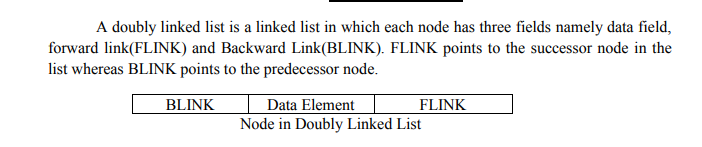 A doubly linked list is a linked list in which each node has three fields namely data field,
forward link(FLINK) and Backward Link(BLINK). FLINK points to the successor node in the
list whereas BLINK points to the predecessor node.
BLINK Data Element FLINK
Node in Doubly Linked List